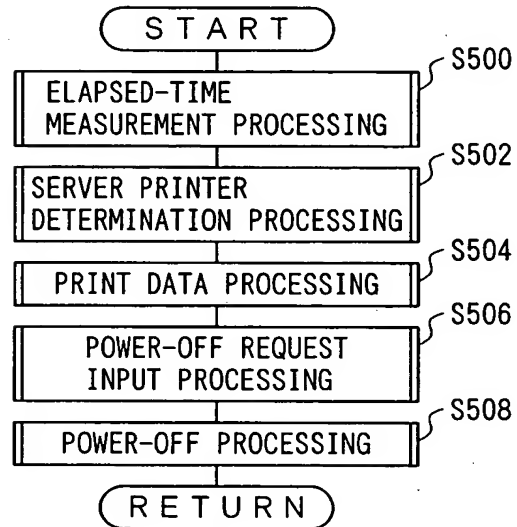 START
S500
ELAPSED-TIME
MEASUREMENT PROCESSING
S502
SERVER PRINTER
DETERMINATION PROCESSING
S504
PRINT DATA PROCESSING
S506
POWER-OFF REQUEST
INPUT PROCESSING
S508
POWER-OFF PROCESSING
RETURN